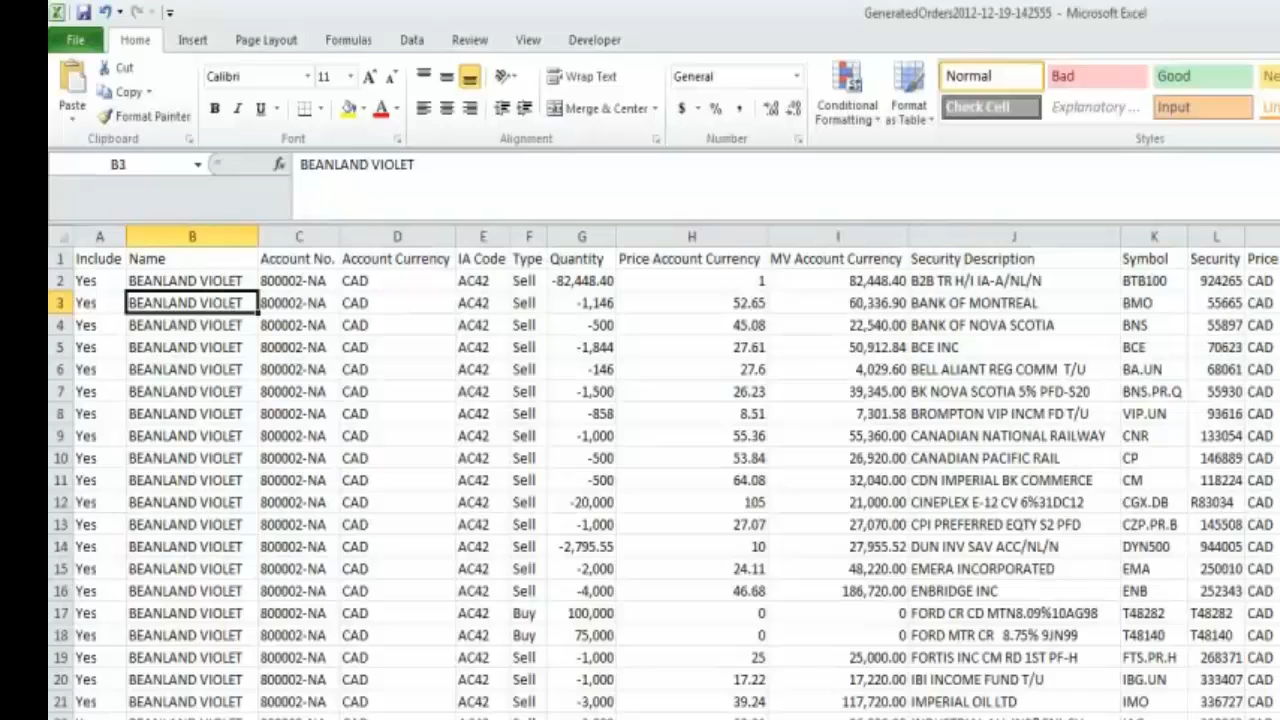 GeneratedOrders2012-12-19-142555 - Microsoft Excel
File Home Insert Page Layout Formulas Data Review View Developer
Paste Cut Copy Format Painter Clipboard
Calibri 11 B I U Font
Wrap Text Merge & Center Alignment
General $ % , Number
Conditional Formatting Format as Table
Normal Bad Good Ne
Check Cell Explanatory ... Input
Styles
B3 fx BEANLAND VIOLET
A B C D E F G H I J K L
1 Include Name Account No. Account Currency IA Code Type Quantity Price Account Currency MV Account Currency Security Description Symbol Security Price
2 Yes BEANLAND VIOLET 800002-NA CAD AC42 Sell -82,448.40 1 82,448.40 B2B TR H/I IA-A/NL/N BTB100 924265 CAD
3 Yes BEANLAND VIOLET 800002-NA CAD AC42 Sell -1,146 52.65 60,336.90 BANK OF MONTREAL BMO 55665 CAD
4 Yes BEANLAND VIOLET 800002-NA CAD AC42 Sell -500 45.08 22,540.00 BANK OF NOVA SCOTIA BNS 55897 CAD
5 Yes BEANLAND VIOLET 800002-NA CAD AC42 Sell -1,844 27.61 50,912.84 BCE INC BCE 70623 CAD
6 Yes BEANLAND VIOLET 800002-NA CAD AC42 Sell -146 27.6 4,029.60 BELL ALIANT REG COMM T/U BA.UN 68061 CAD
7 Yes BEANLAND VIOLET 800002-NA CAD AC42 Sell -1,500 26.23 39,345.00 BK NOVA SCOTIA 5% PFD-S20 BNS.PR.Q 55930 CAD
8 Yes BEANLAND VIOLET 800002-NA CAD AC42 Sell -858 8.51 7,301.58 BROMPTON VIP INCM FD T/U VIP.UN 93616 CAD
9 Yes BEANLAND VIOLET 800002-NA CAD AC42 Sell -1,000 55.36 55,360.00 CANADIAN NATIONAL RAILWAY CNR 133054 CAD
10 Yes BEANLAND VIOLET 800002-NA CAD AC42 Sell -500 53.84 26,920.00 CANADIAN PACIFIC RAIL CP 146889 CAD
11 Yes BEANLAND VIOLET 800002-NA CAD AC42 Sell -500 64.08 32,040.00 CDN IMPERIAL BK COMMERCE CM 118224 CAD
12 Yes BEANLAND VIOLET 800002-NA CAD AC42 Sell -20,000 105 21,000.00 CINEPLEX E-12 CV 6%31DC12 CGX.DB R83034 CAD
13 Yes BEANLAND VIOLET 800002-NA CAD AC42 Sell -1,000 27.07 27,070.00 CPI PREFERRED EQTY S2 PFD CZP.PR.B 145508 CAD
14 Yes BEANLAND VIOLET 800002-NA CAD AC42 Sell -2,795.55 10 27,955.52 DUN INV SAV ACC/NL/N DYN500 944005 CAD
15 Yes BEANLAND VIOLET 800002-NA CAD AC42 Sell -2,000 24.11 48,220.00 EMERA INCORPORATED EMA 250010 CAD
16 Yes BEANLAND VIOLET 800002-NA CAD AC42 Sell -4,000 46.68 186,720.00 ENBRIDGE INC ENB 252343 CAD
17 Yes BEANLAND VIOLET 800002-NA CAD AC42 Buy 100,000 0 0 FORD CR CD MTN8.09%10AG98 T48282 T48282 CAD
18 Yes BEANLAND VIOLET 800002-NA CAD AC42 Buy 75,000 0 0 FORD MTR CR 8.75% 9JN99 T48140 T48140 CAD
19 Yes BEANLAND VIOLET 800002-NA CAD AC42 Sell -1,000 25 25,000.00 FORTIS INC CM RD 1ST PF-H FTS.PR.H 268371 CAD
20 Yes BEANLAND VIOLET 800002-NA CAD AC42 Sell -1,000 17.22 17,220.00 IBI INCOME FUND T/U IBG.UN 333407 CAD
21 Yes BEANLAND VIOLET 800002-NA CAD AC42 Sell -3,000 39.24 117,720.00 IMPERIAL OIL LTD IMO 336727 CAD